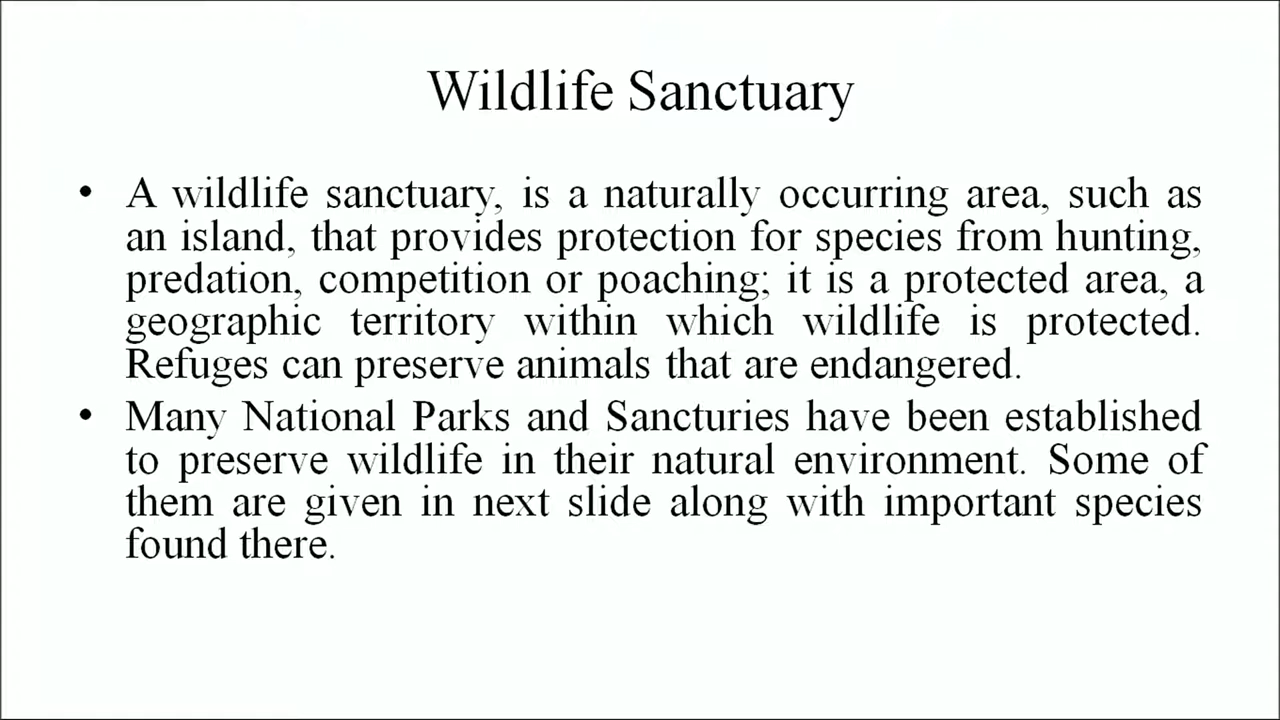 Wildlife Sanctuary
• A wildlife sanctuary, is a naturally occurring area, such as
an island, that provides protection for species from hunting,
predation, competition or poaching; it is a protected area, a
geographic territory within which wildlife is protected.
Refuges can preserve animals that are endangered.
• Many National Parks and Sancturies have been established
to preserve wildlife in their natural environment. Some of
them are given in next slide along with important species
found there.